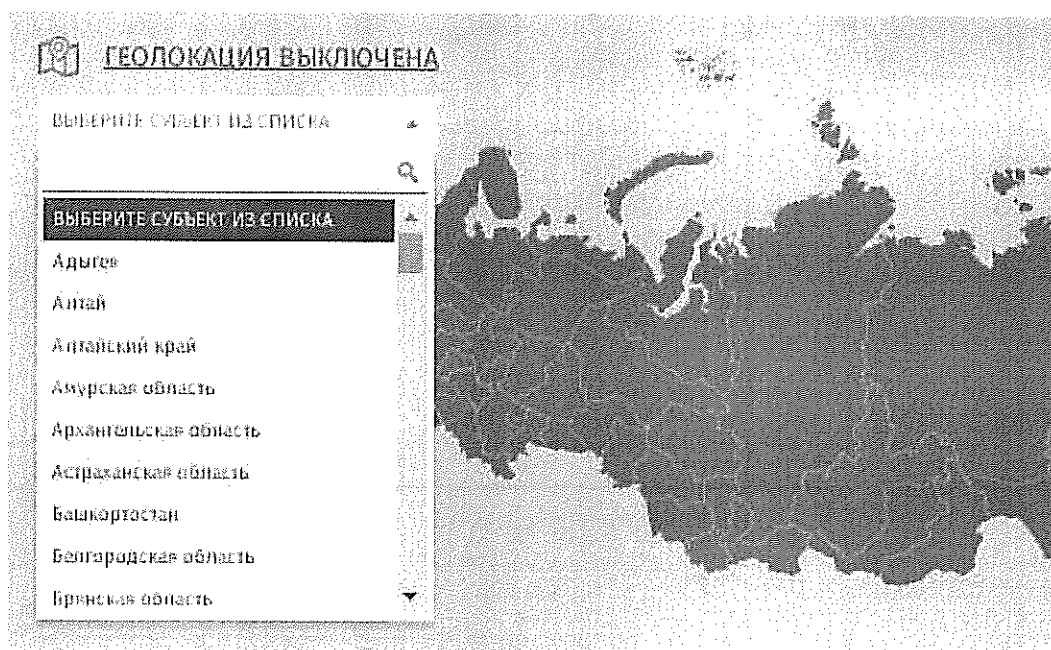 ГЕОЛОКАЦИЯ ВЫКЛЮЧЕНА
ВЫБЕРИТЕ СУБЪЕКТ ИЗ СПИСКА
ВЫБЕРИТЕ СУБЪЕКТ ИЗ СПИСКА
Адыгея
Алтай
Алтайский край
Амурская область
Архангельская область
Астраханская область
Башкортостан
Белгородская область
Брянская область